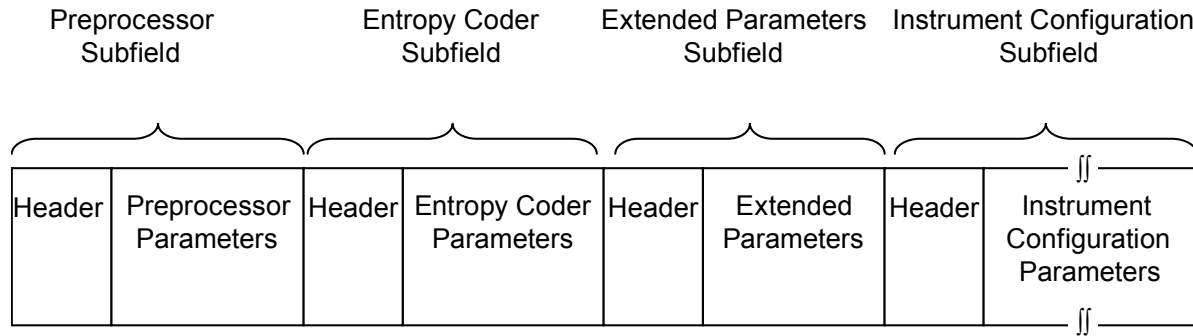 Preprocessor
Subfield
Entropy Coder
Subfield
Extended Parameters
Subfield
Instrument Configuration
Subfield
Header
Preprocessor
Parameters
Header
Entropy Coder
Parameters
Header
Extended
Parameters
Header
Instrument
Configuration
Parameters